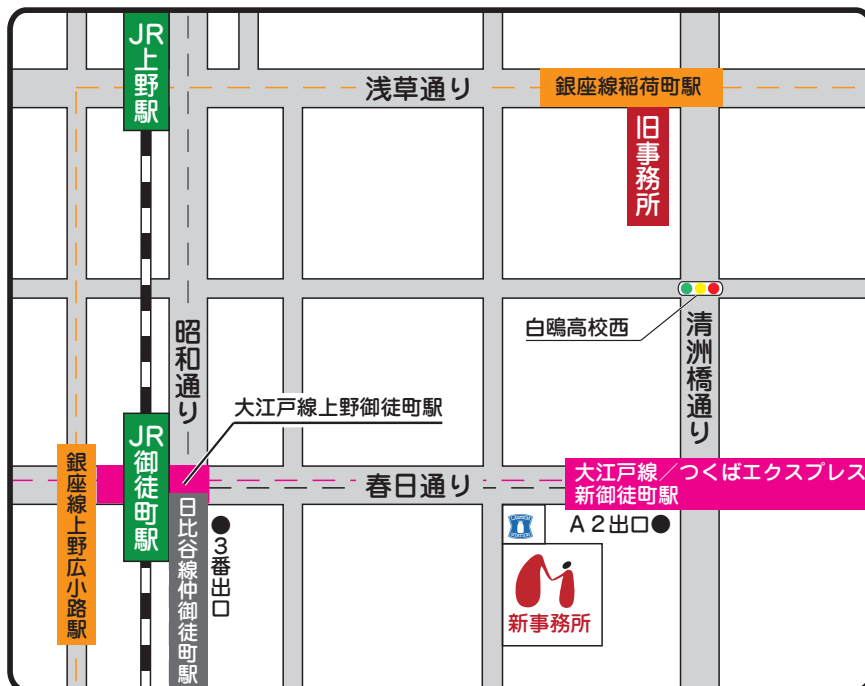 JR上野駅
浅草通り
銀座線稲荷町駅
旧事務所
白鴎高校西
清洲橋通り
昭和通り
大江戸線上野御徒町駅
JR御徒町駅
銀座線上野広小路駅
春日通り
大江戸線／つくばエクスプレス
新御徒町駅
日比谷線仲御徒町駅
●3番出口
A2出口●
LAWSON
STATION
新事務所